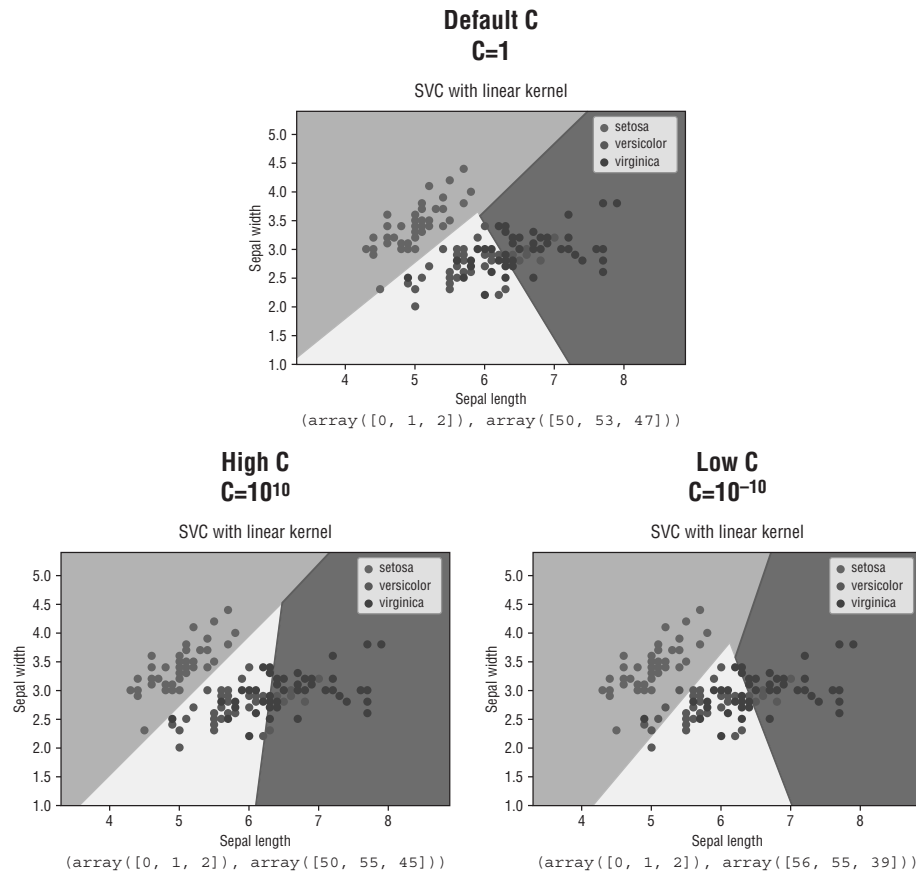 Default C
C=1
SVC with linear kernel
setosa
versicolor
virginica
5.0
4.5
4.0
3.5
3.0
2.5
2.0
1.5
1.0
Sepal width
4 5 6 7 8
Sepal length
(array([0, 1, 2]), array([50, 53, 47]))
High C
C=10¹⁰
SVC with linear kernel
setosa
versicolor
virginica
5.0
4.5
4.0
3.5
3.0
2.5
2.0
1.5
1.0
Sepal width
4 5 6 7 8
Sepal length
(array([0, 1, 2]), array([50, 55, 45]))
Low C
C=10⁻¹⁰
SVC with linear kernel
setosa
versicolor
virginica
5.0
4.5
4.0
3.5
3.0
2.5
2.0
1.5
1.0
Sepal width
4 5 6 7 8
Sepal length
(array([0, 1, 2]), array([56, 55, 39]))